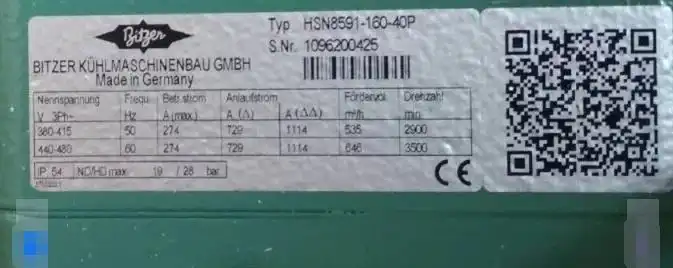 Bitzer
Typ HSN8591-160-40P
S.Nr. 1096200425
BITZER KÜHLMASCHINENBAU GMBH
Made in Germany
Nennspannung Frequ. Betr.strom Anlaufstrom Fördervol. Drehzahl
V 3Ph~ Hz A (max.) A (Δ) A (ΔΔ) m³/h min
380-415 50 274 729 1114 535 2900
440-480 60 274 729 1114 646 3500
IP 54 ND/HD max. 19 / 28 bar
CE